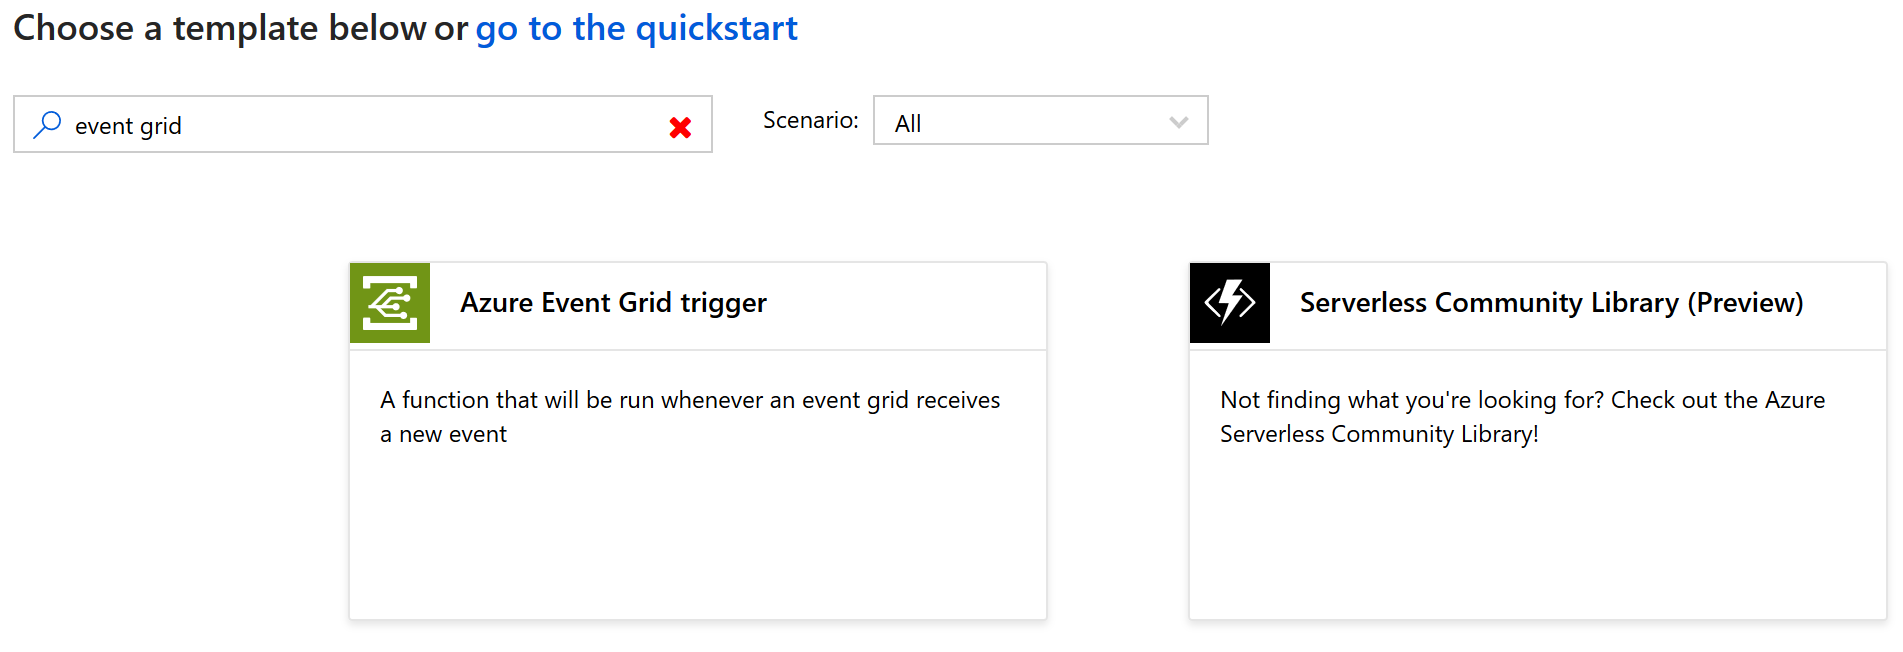 Choose a template below or go to the quickstart
event grid
Scenario:
All
Azure Event Grid trigger
A function that will be run whenever an event grid receives
a new event
Serverless Community Library (Preview)
Not finding what you're looking for? Check out the Azure
Serverless Community Library!